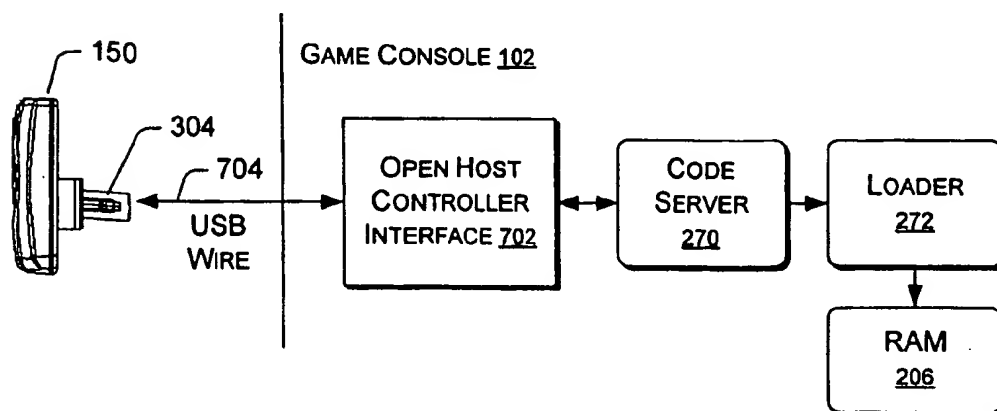 150
304
704
USB
WIRE
GAME CONSOLE 102
OPEN HOST
CONTROLLER
INTERFACE 702
CODE
SERVER
270
LOADER
272
RAM
206